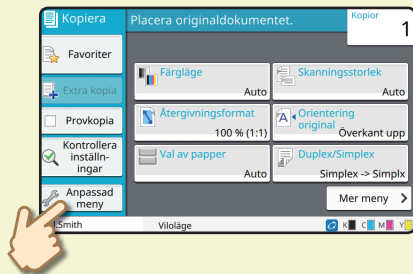 Kopiera
Placera originaldokumentet.
Kopior
1
Favoriter
Extra kopia
Provkopia
Kontrollera
inställn-
ingar
Anpassad
meny
Färgläge
Auto
Skanningsstorlek
Auto
Återgivningsformat
100 % (1:1)
Orientering
original
Överkant upp
Val av papper
Auto
Duplex/Simplex
Simplex -> Simplx
Mer meny
.Smith
Viloläge
K C M Y